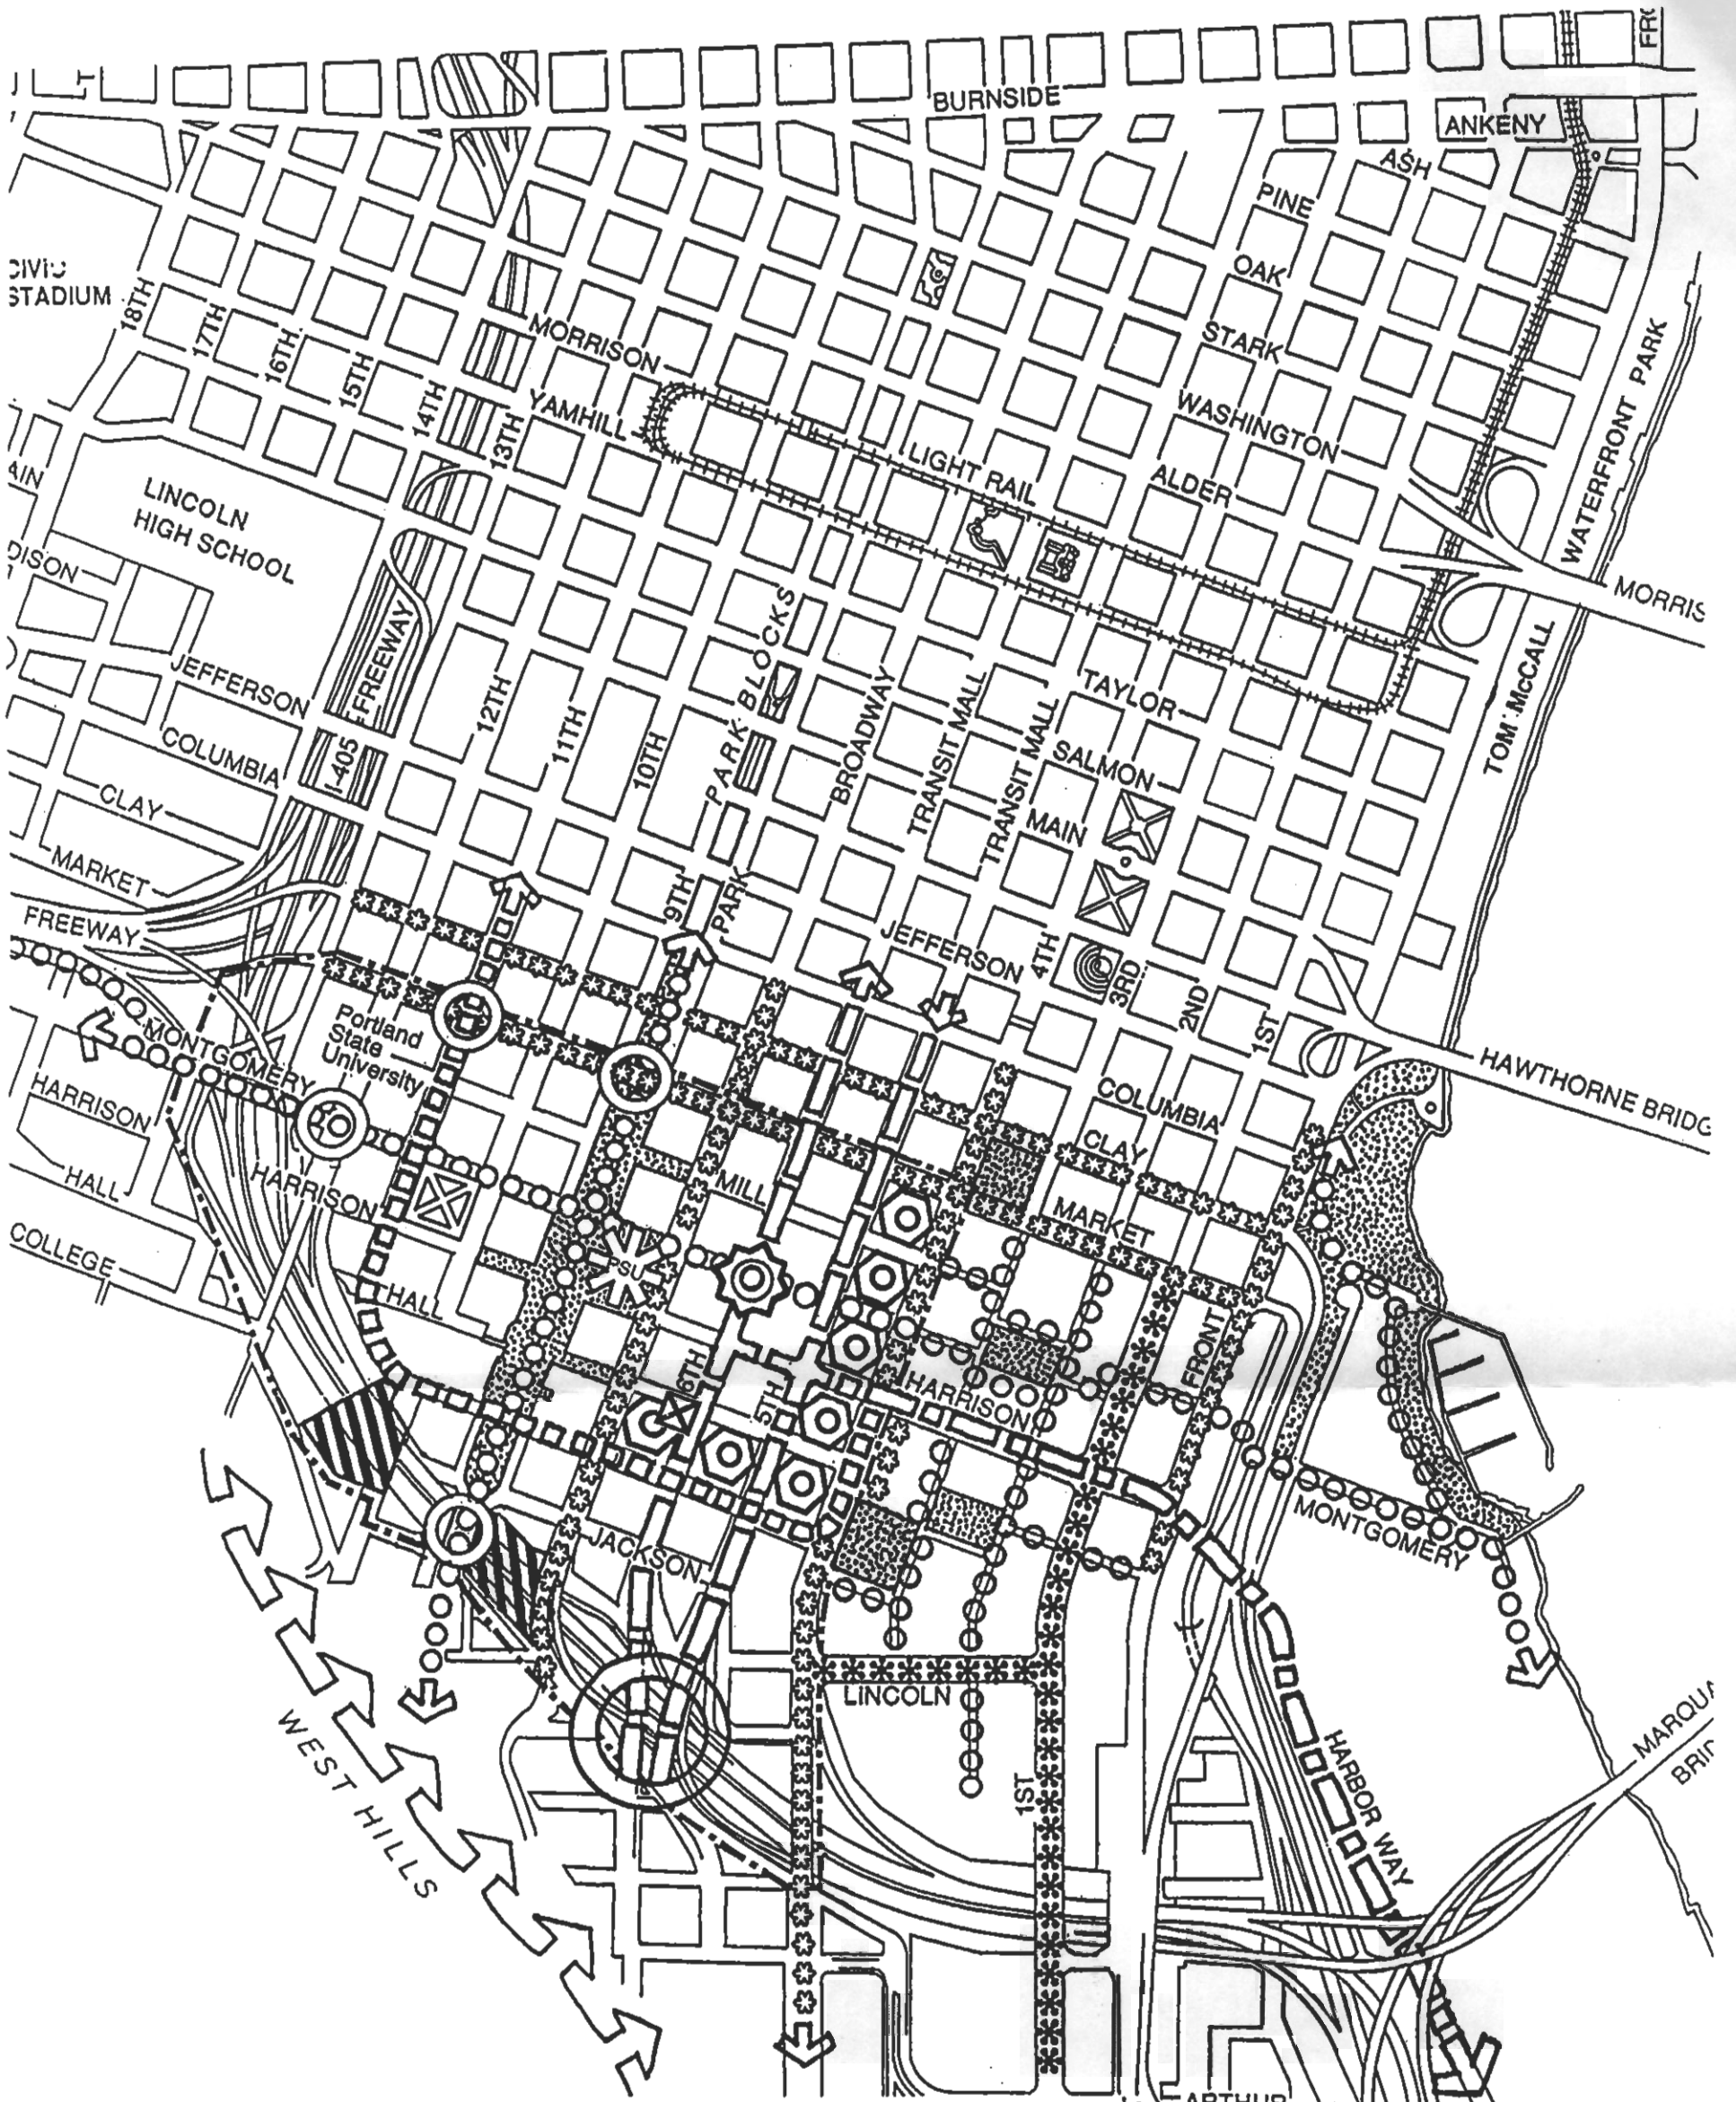 BURNSIDE
ANKENY
ASH
PINE
OAK
CIVIC
STADIUM
18TH
17TH
16TH
15TH
14TH
13TH
MORRISON
YAMHILL
STARK
WASHINGTON
ALDER
LIGHT RAIL
WATERFRONT PARK
TOM McCALL
MORRIS
LINCOLN
HIGH SCHOOL
AIN
DISON
JEFFERSON
COLUMBIA
CLAY
MARKET
FREEWAY
I-405 FREEWAY
12TH
11TH
10TH
PARK BLOCKS
BROADWAY
TRANSIT MALL
TRANSIT MALL
TAYLOR
SALMON
MAIN
9TH
PARK
JEFFERSON
4TH
3RD
2ND
1ST
HAWTHORNE BRIDG
COLUMBIA
CLAY
MARKET
MONTGOMERY
HARRISON
HALL
COLLEGE
Portland
State
University
HARRISON
HALL
MILL
PSU
6TH
5TH
HARRISON
FRONT
MONTGOMERY
JACKSON
LINCOLN
1ST
HARBOR WAY
MARQUA
BRID
WEST HILLS
ARTHUR